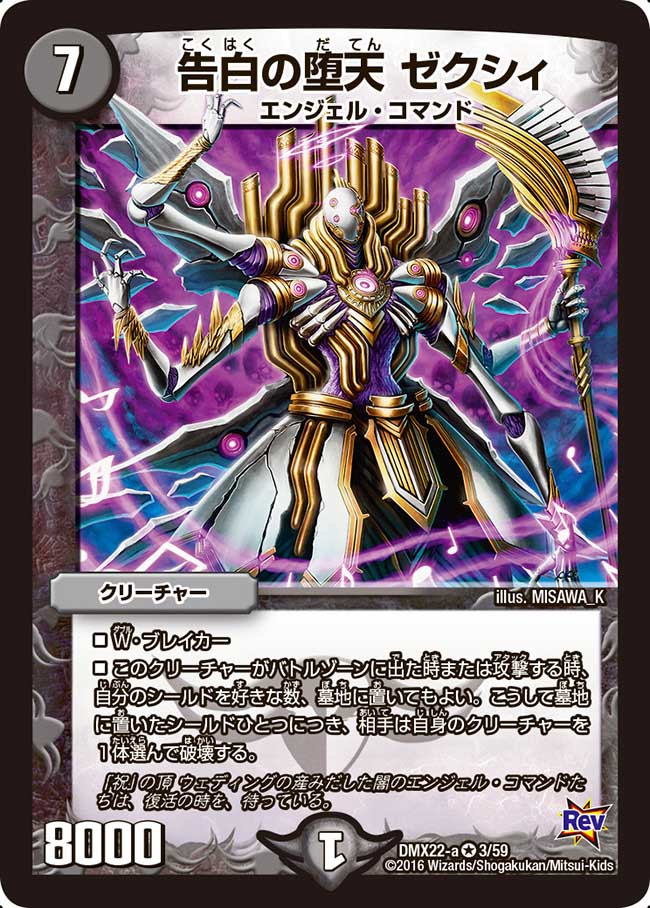 7
告白の堕天 ゼクシィ
こくはく だてん
エンジェル・コマンド
クリーチャー
illus. MISAWA_K
■W・ブレイカー
■このクリーチャーがバトルゾーンに出た時または攻撃する時、
自分のシールドを好きな数、墓地に置いてもよい。こうして墓地
に置いたシールドひとつにつき、相手は自身のクリーチャーを
1体選んで破壊する。
「祝」の頂 ウェディングの産みだした闇のエンジェル・コマンドた
ちは、復活の時を、待っている。
8000
1
Rev
DMX22-a 3/59
©2016 Wizards/Shogakukan/Mitsui-Kids